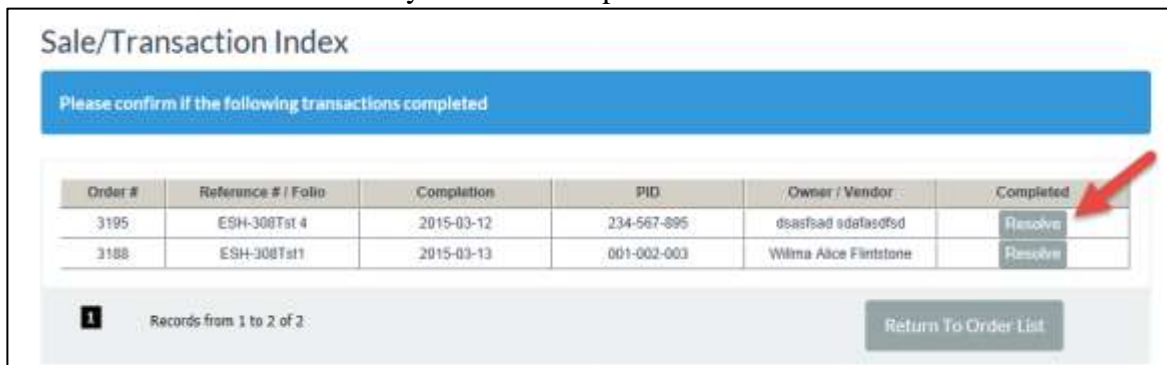 Sale/Transaction Index
Please confirm if the following transactions completed
Order # Reference # / Folio Completion PID Owner / Vendor Completed
3195 ESH-308Tst 4 2015-03-12 234-567-895 Resolve
3188 ESH-308Tst1 2015-03-13 001-002-003 Wilma Alice Flintstone Resolve
1 Records from 1 to 2 of 2
Return To Order List